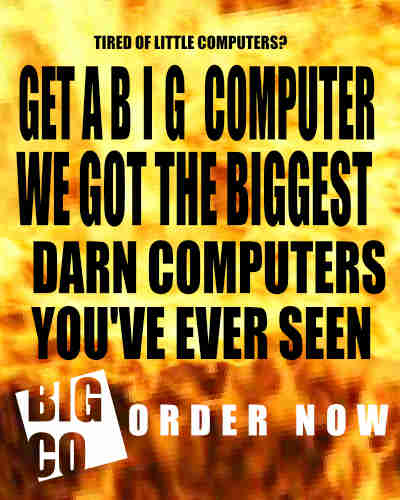 TIRED OF LITTLE COMPUTERS?
GET A B I G COMPUTER
WE GOT THE BIGGEST
DARN COMPUTERS
YOU'VE EVER SEEN
BIG
CO
ORDER NOW